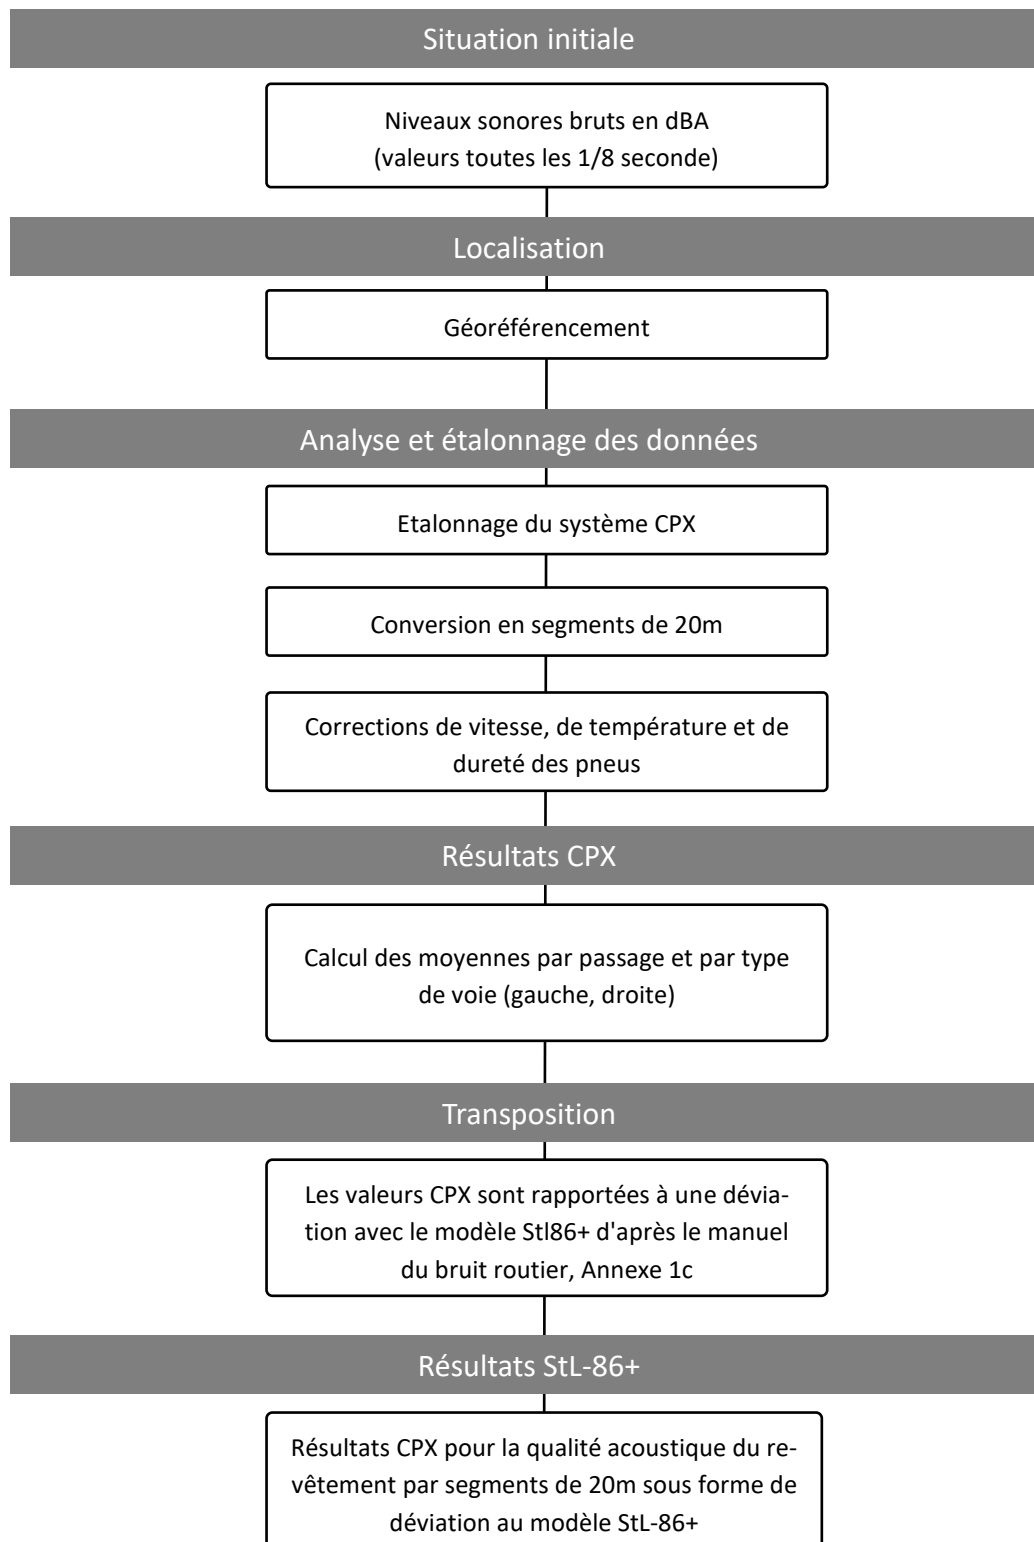 Situation initiale
Niveaux sonores bruts en dBA
(valeurs toutes les 1/8 seconde)
Localisation
Géoréférencement
Analyse et étalonnage des données
Etalonnage du système CPX
Conversion en segments de 20m
Corrections de vitesse, de température et de
dureté des pneus
Résultats CPX
Calcul des moyennes par passage et par type
de voie (gauche, droite)
Transposition
Les valeurs CPX sont rapportées à une dévia-
tion avec le modèle Stl86+ d'après le manuel
du bruit routier, Annexe 1c
Résultats StL-86+
Résultats CPX pour la qualité acoustique du re-
vêtement par segments de 20m sous forme de
déviation au modèle StL-86+